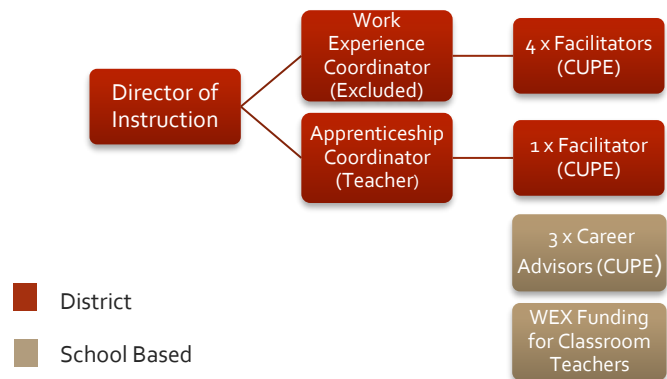 Director of
Instruction
Work
Experience
Coordinator
(Excluded)
4 x Facilitators
(CUPE)
Apprenticeship
Coordinator
(Teacher)
1 x Facilitator
(CUPE)
3 x Career
Advisors (CUPE)
WEX Funding
for Classroom
Teachers
District
School Based